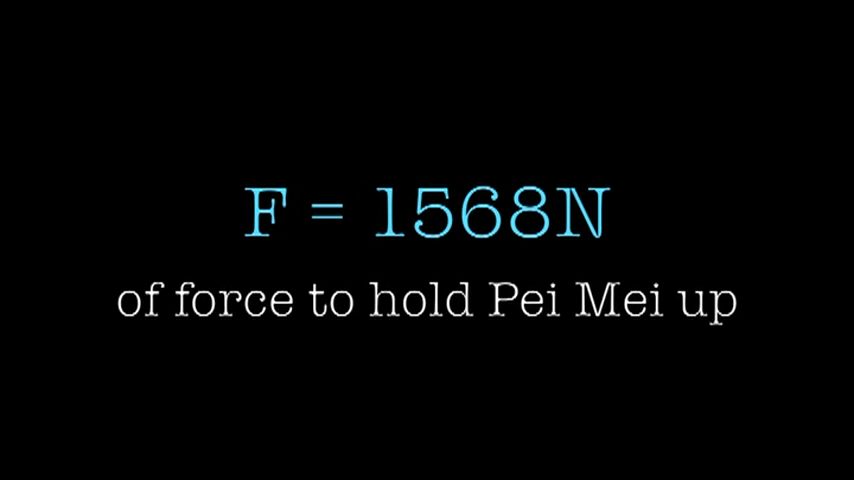 F = 1568N
of force to hold Pei Mei up